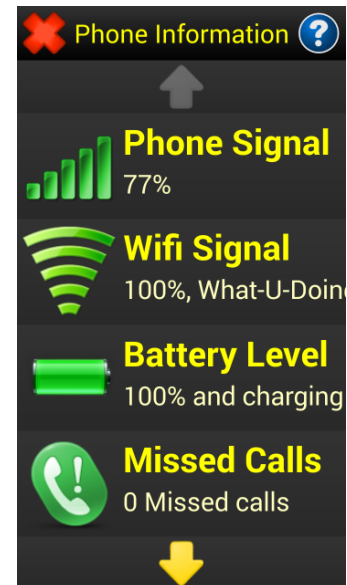 Phone Information ?
Phone Signal
77%
Wifi Signal
100%, What-U-Doin
Battery Level
100% and charging
Missed Calls
0 Missed calls